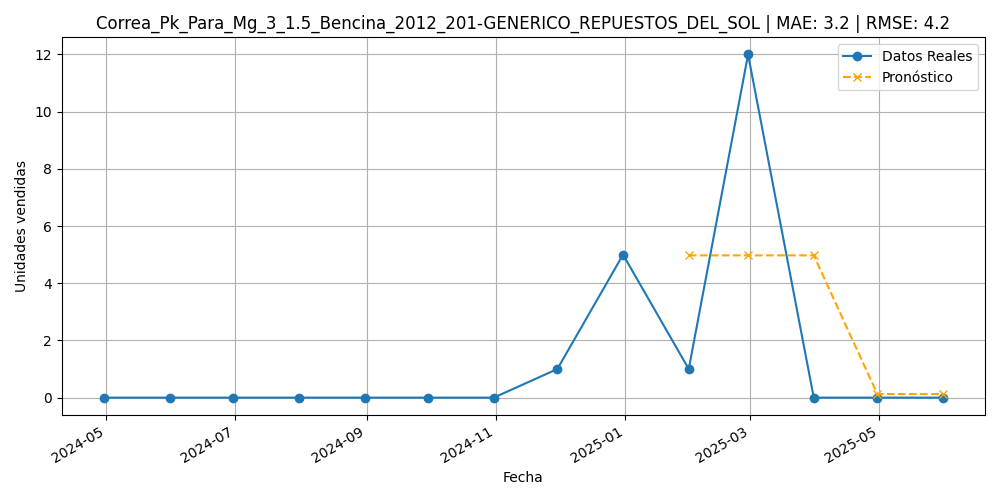 Correa_Pk_Para_Mg_3_1.5_Bencina_2012_201-GENERICO_REPUESTOS_DEL_SOL | MAE: 3.2 | RMSE: 4.2
Datos Reales
Pronóstico
Unidades vendidas
12
10
8
6
4
2
0
2024-05
2024-07
2024-09
2024-11
2025-01
2025-03
2025-05
Fecha